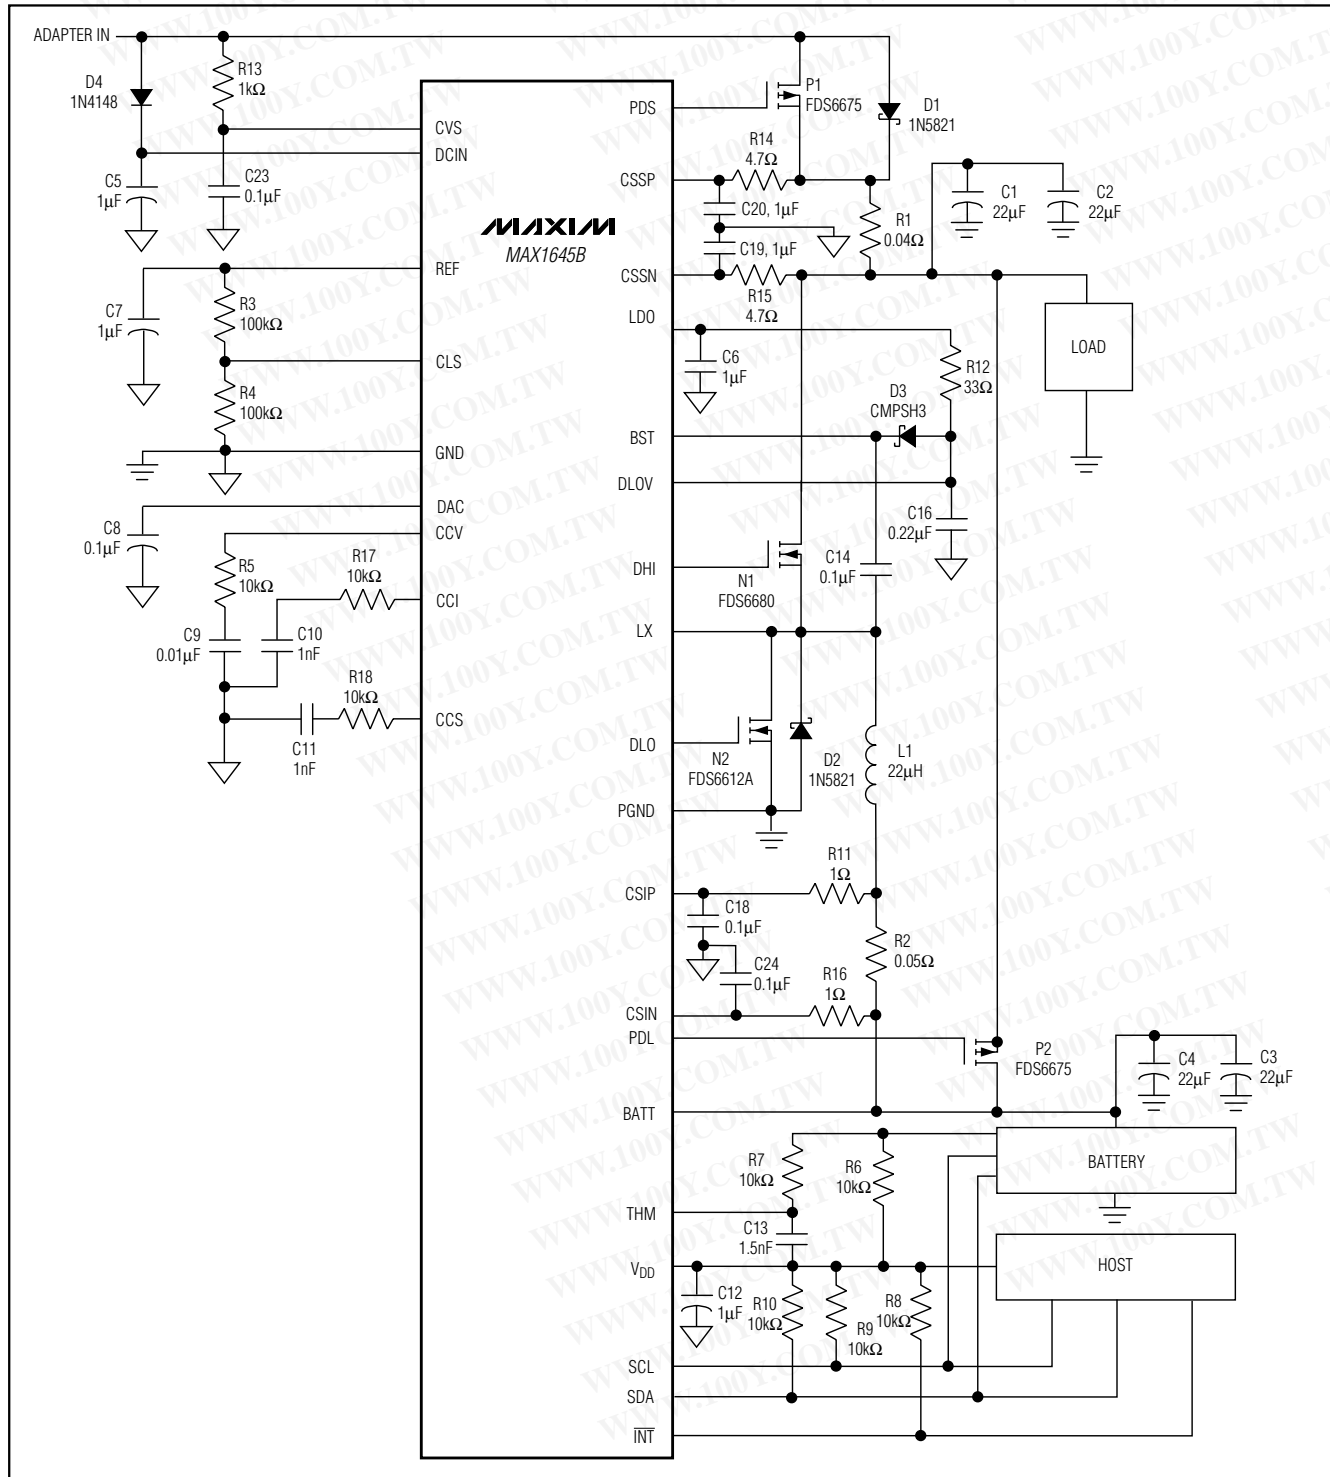 ADAPTER IN
D4
1N4148
R13
1kΩ
CVS
DCIN
C5
1µF
C23
0.1µF
MAXIM
MAX1645B
PDS
P1
FDS6675
D1
1N5821
R14
4.7Ω
CSSP
C20, 1µF
C19, 1µF
R1
0.04Ω
C1
22µF
C2
22µF
CSSN
R15
4.7Ω
LOAD
REF
C7
1µF
R3
100kΩ
CLS
R4
100kΩ
GND
LDO
C6
1µF
R12
33Ω
D3
CMPSH3
BST
DLOV
C16
0.22µF
C14
0.1µF
DAC
C8
0.1µF
CCV
R5
10kΩ
R17
10kΩ
CCI
C9
0.01µF
C10
1nF
R18
10kΩ
CCS
C11
1nF
DHI
N1
FDS6680
LX
DLO
N2
FDS6612A
D2
1N5821
L1
22µH
PGND
R11
1Ω
CSIP
C18
0.1µF
C24
0.1µF
R2
0.05Ω
R16
1Ω
CSIN
PDL
P2
FDS6675
C4
22µF
C3
22µF
BATT
BATTERY
R7
10kΩ
R6
10kΩ
THM
C13
1.5nF
VDD
HOST
C12
1µF
R10
10kΩ
R9
10kΩ
R8
10kΩ
SCL
SDA
INT
WWW.100Y.COM.TW